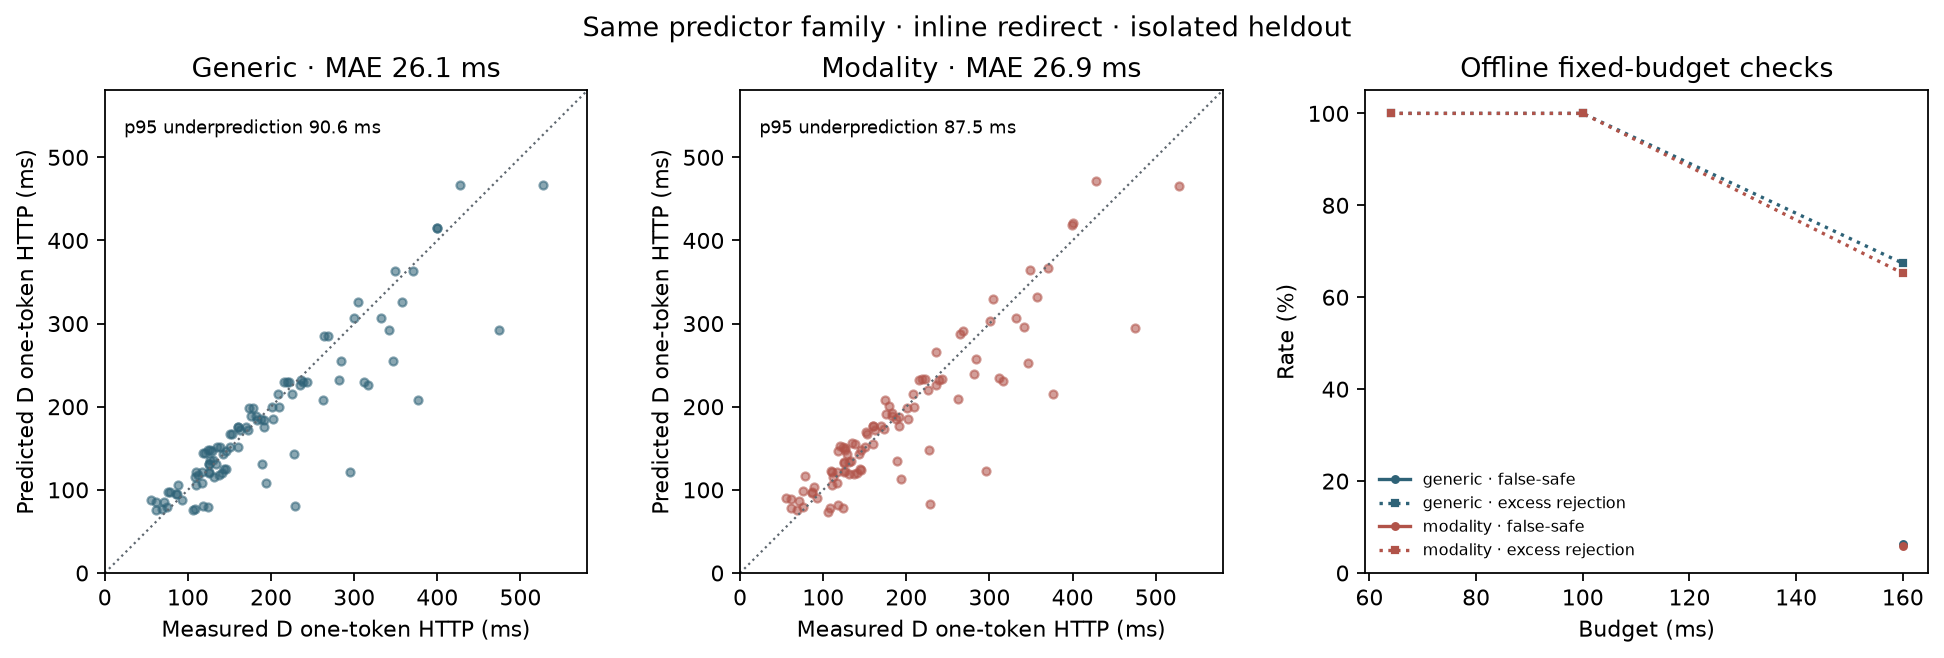 Same predictor family · inline redirect · isolated heldout
Generic · MAE 26.1 ms
p95 underprediction 90.6 ms
Predicted D one-token HTTP (ms)
500
400
300
200
100
0
0 100 200 300 400 500
Measured D one-token HTTP (ms)
Modality · MAE 26.9 ms
p95 underprediction 87.5 ms
Predicted D one-token HTTP (ms)
500
400
300
200
100
0
0 100 200 300 400 500
Measured D one-token HTTP (ms)
Offline fixed-budget checks
Rate (%)
100
80
60
40
20
0
generic · false-safe
generic · excess rejection
modality · false-safe
modality · excess rejection
60 80 100 120 140 160
Budget (ms)